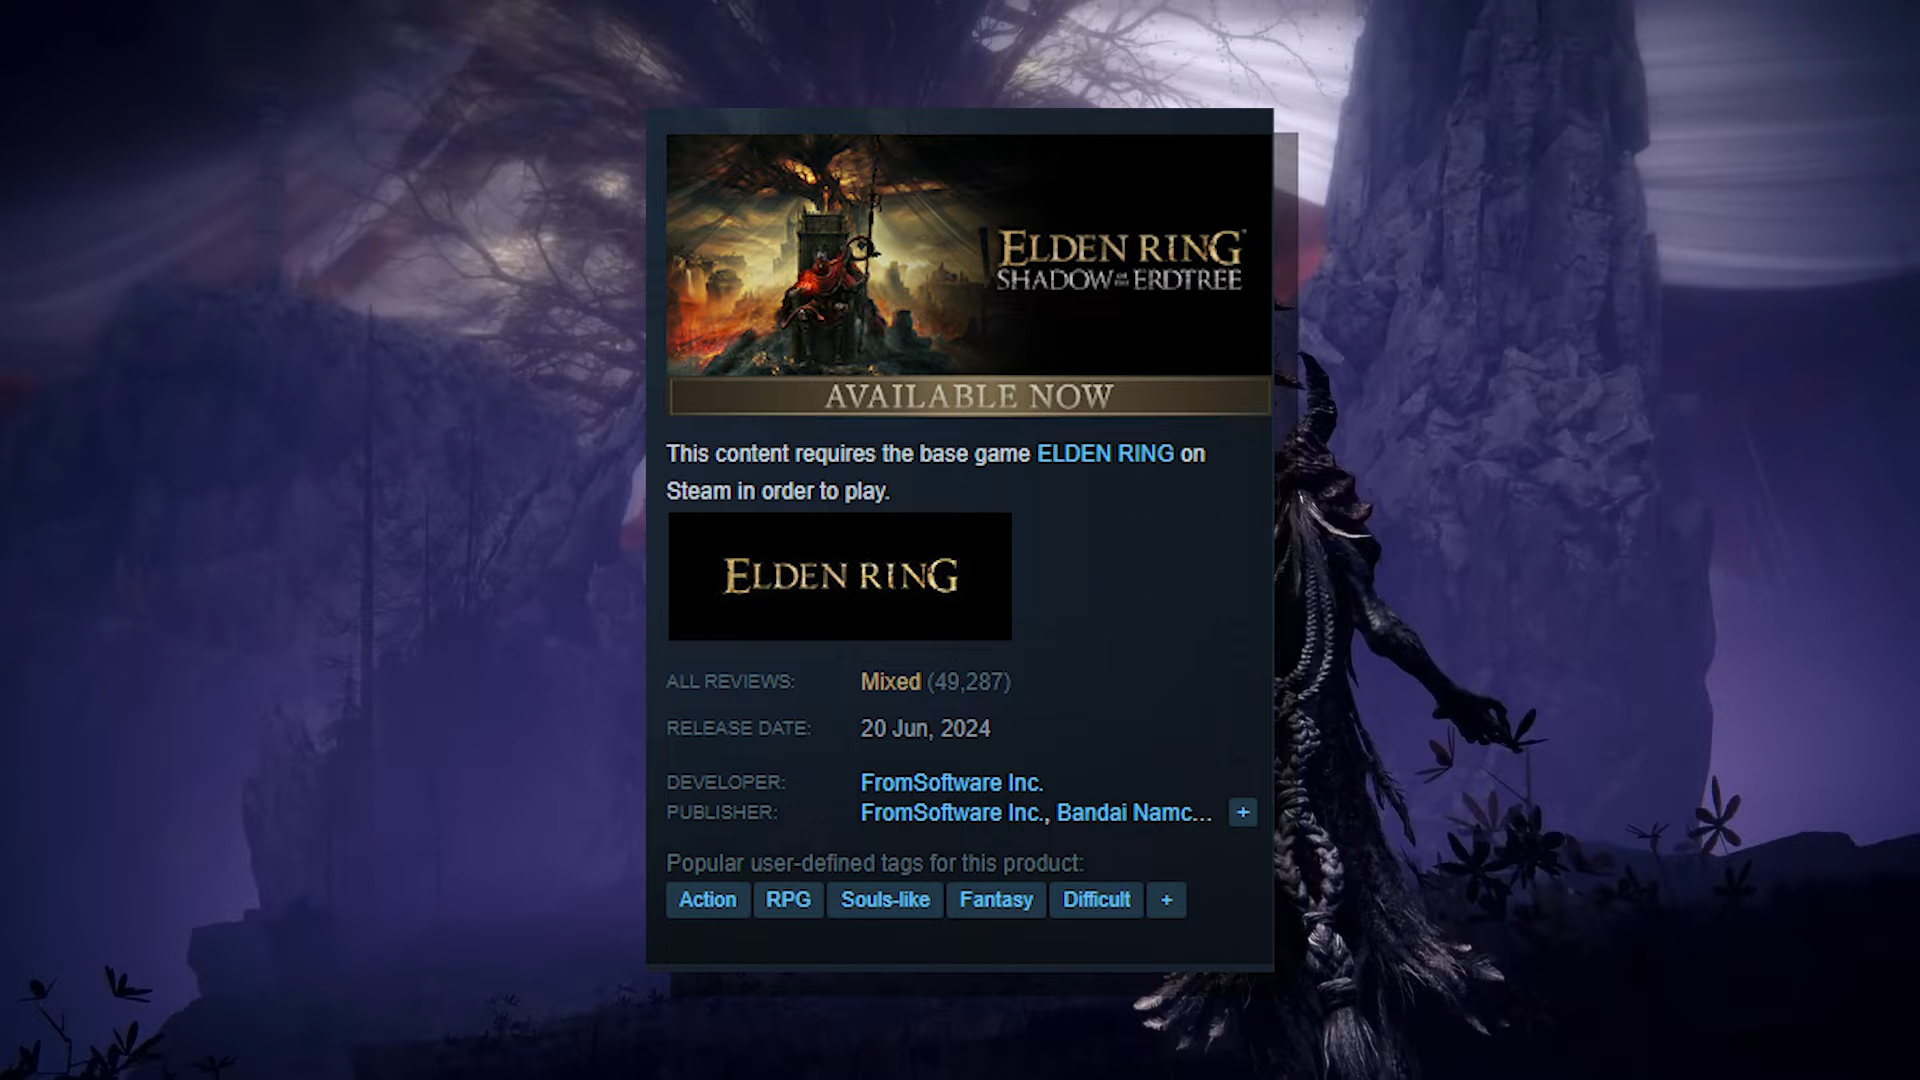 ELDEN RING
SHADOW OF THE ERDTREE
AVAILABLE NOW
This content requires the base game ELDEN RING on
Steam in order to play.
ELDEN RING
ALL REVIEWS: Mixed (49,287)
RELEASE DATE: 20 Jun, 2024
DEVELOPER: FromSoftware Inc.
PUBLISHER: FromSoftware Inc., Bandai Namc... +
Popular user-defined tags for this product:
Action RPG Souls-like Fantasy Difficult +